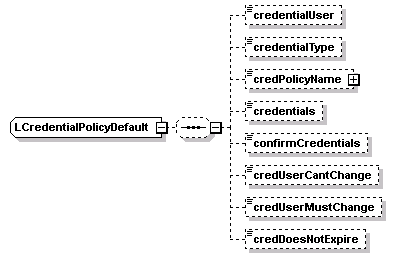 credentialUser
credentialType
credPolicyName
LCredentialPolicyDefault
credentials
confirmCredentials
credUserCantChange
credUserMustChange
credDoesNotExpire